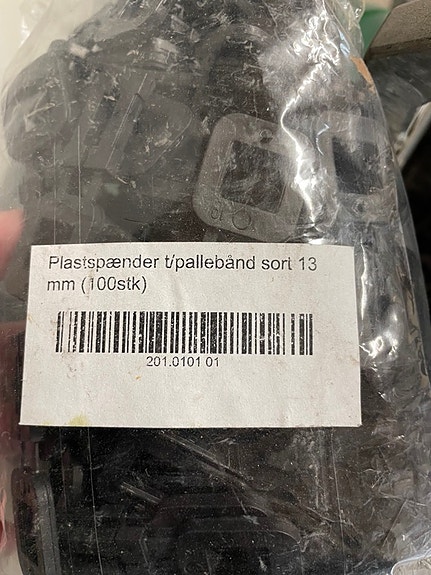 Plastspænder t/pallebånd sort 13
mm (100stk)
201.0101 01